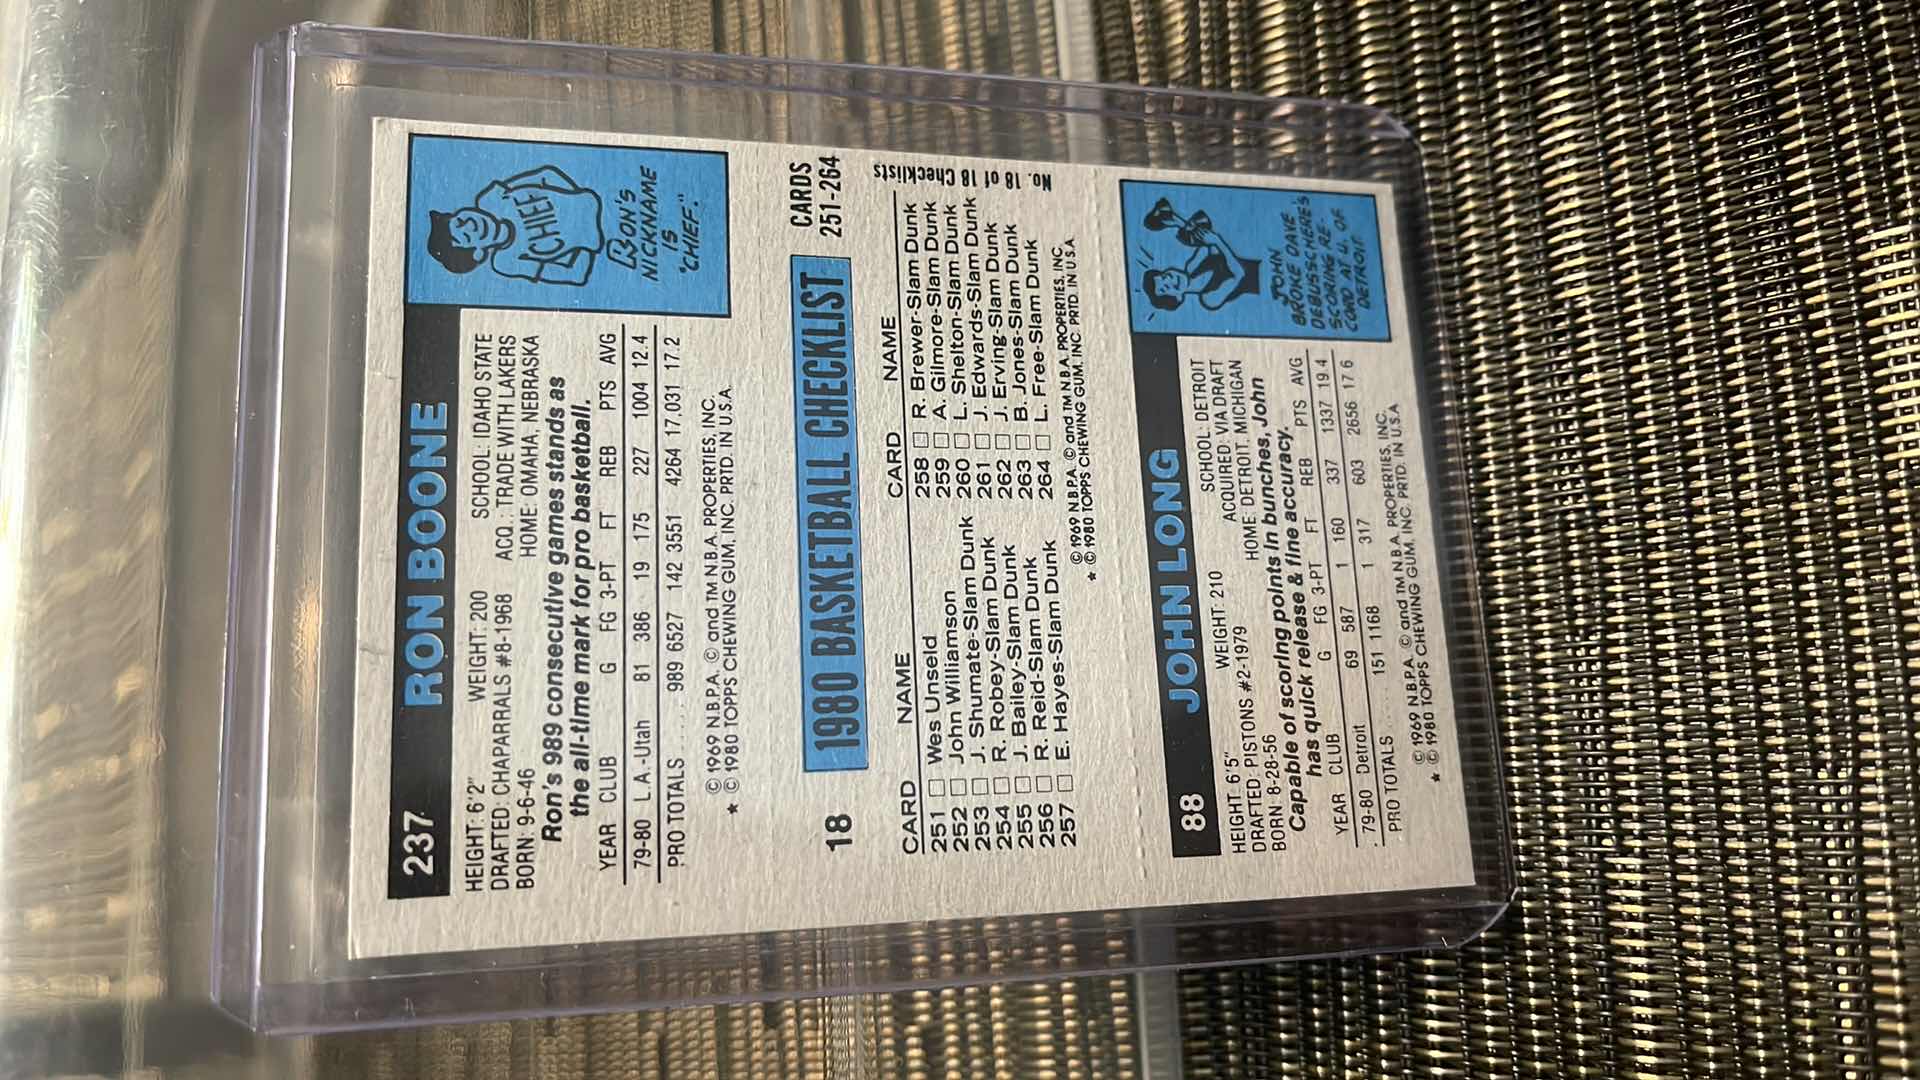 237 RON BOONE
HEIGHT: 6'2" WEIGHT: 200 SCHOOL: IDAHO STATE
DRAFTED: CHAPARRALS #8-1968 ACQ.: TRADE WITH LAKERS
BORN: 9-6-46 HOME: OMAHA, NEBRASKA
Ron's 989 consecutive games stands as
the all-time mark for pro basketball.
YEAR CLUB G FG 3-PT FT REB PTS AVG
79-80 L.A.-Utah 81 386 19 175 227 1004 12.4
PRO TOTALS .... 989 6527 142 3551 4264 17,031 17.2
© 1969 N.B.P.A. © and TM N.B.A. PROPERTIES, INC.
★ © 1980 TOPPS CHEWING GUM, INC. PRTD. IN U.S.A.
CHIEF
RON'S
NICKNAME
IS
"CHIEF."
18 1980 BASKETBALL CHECKLIST CARDS
251-264
CARD NAME CARD NAME
251 □ Wes Unseld 258 □ R. Brewer-Slam Dunk
252 □ John Williamson 259 □ A. Gilmore-Slam Dunk
253 □ J. Shumate-Slam Dunk 260 □ L. Shelton-Slam Dunk
254 □ R. Robey-Slam Dunk 261 □ J. Edwards-Slam Dunk
255 □ J. Bailey-Slam Dunk 262 □ J. Erving-Slam Dunk
256 □ R. Reid-Slam Dunk 263 □ B. Jones-Slam Dunk
257 □ E. Hayes-Slam Dunk 264 □ L. Free-Slam Dunk
No. 18 of 18 Checklists
© 1969 N.B.P.A. © and TM N.B.A. PROPERTIES, INC.
★ © 1980 TOPPS CHEWING GUM, INC. PRTD. IN U.S.A.
88 JOHN LONG
HEIGHT: 6'5" WEIGHT: 210 SCHOOL: DETROIT
DRAFTED: PISTONS #2-1979 ACQUIRED: VIA DRAFT
BORN: 8-28-56 HOME: DETROIT, MICHIGAN
Capable of scoring points in bunches, John
has quick release & fine accuracy.
YEAR CLUB G FG 3-PT FT REB PTS AVG
79-80 Detroit 69 587 1 160 337 1337 19.4
PRO TOTALS .... 151 1168 1 317 603 2656 17.6
© 1969 N.B.P.A. © and TM N.B.A. PROPERTIES, INC.
★ © 1980 TOPPS CHEWING GUM, INC. PRTD. IN U.S.A.
JOHN
BROKE DAVE
DEBUSSCHERE'S
SCORING RE-
CORD AT U. OF
DETROIT.